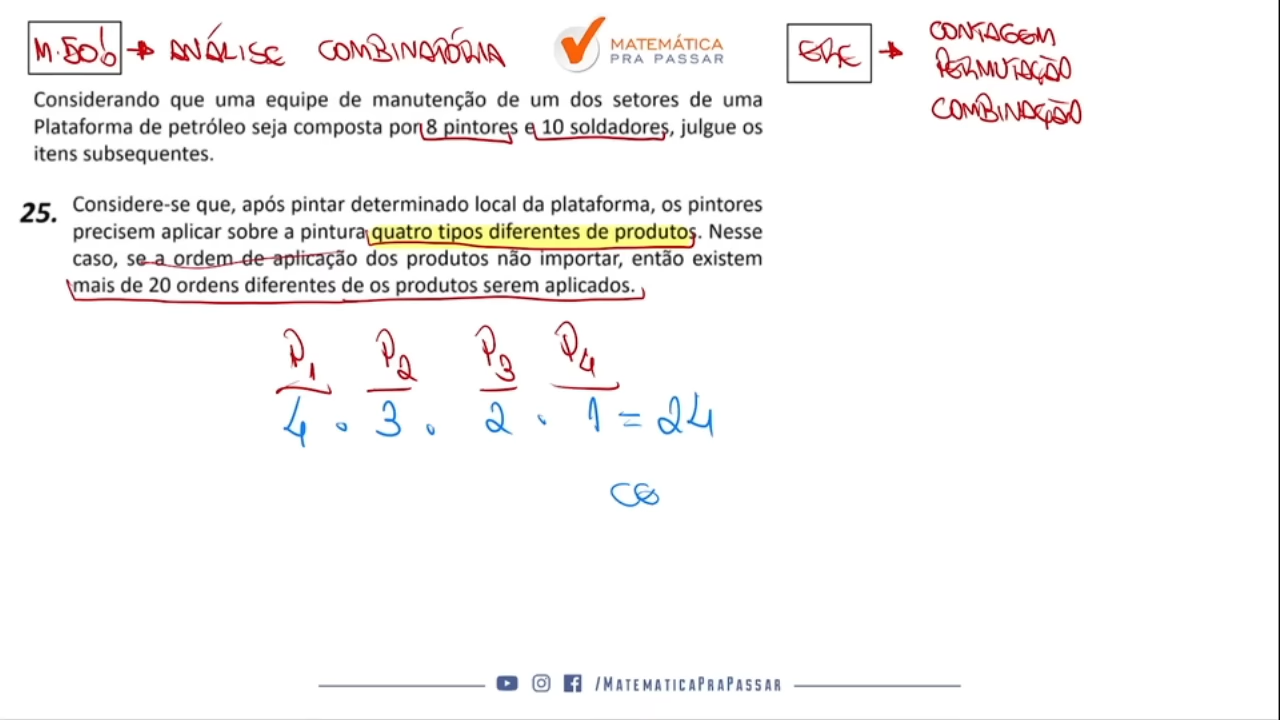 M.500! → ANÁLISE COMBINATÓRIA
MATEMÁTICA
PRA PASSAR
CONTAGEM
PERMUTAÇÃO
COMBINAÇÃO
Considerando que uma equipe de manutenção de um dos setores de uma
Plataforma de petróleo seja composta por 8 pintores e 10 soldadores, julgue os
itens subsequentes.
25. Considere-se que, após pintar determinado local da plataforma, os pintores
precisem aplicar sobre a pintura quatro tipos diferentes de produtos. Nesse
caso, se a ordem de aplicação dos produtos não importar, então existem
mais de 20 ordens diferentes de os produtos serem aplicados.
P1 P2 P3 P4
4 . 3 . 2 . 1 = 24
/MATEMATICAPRAPASSAR